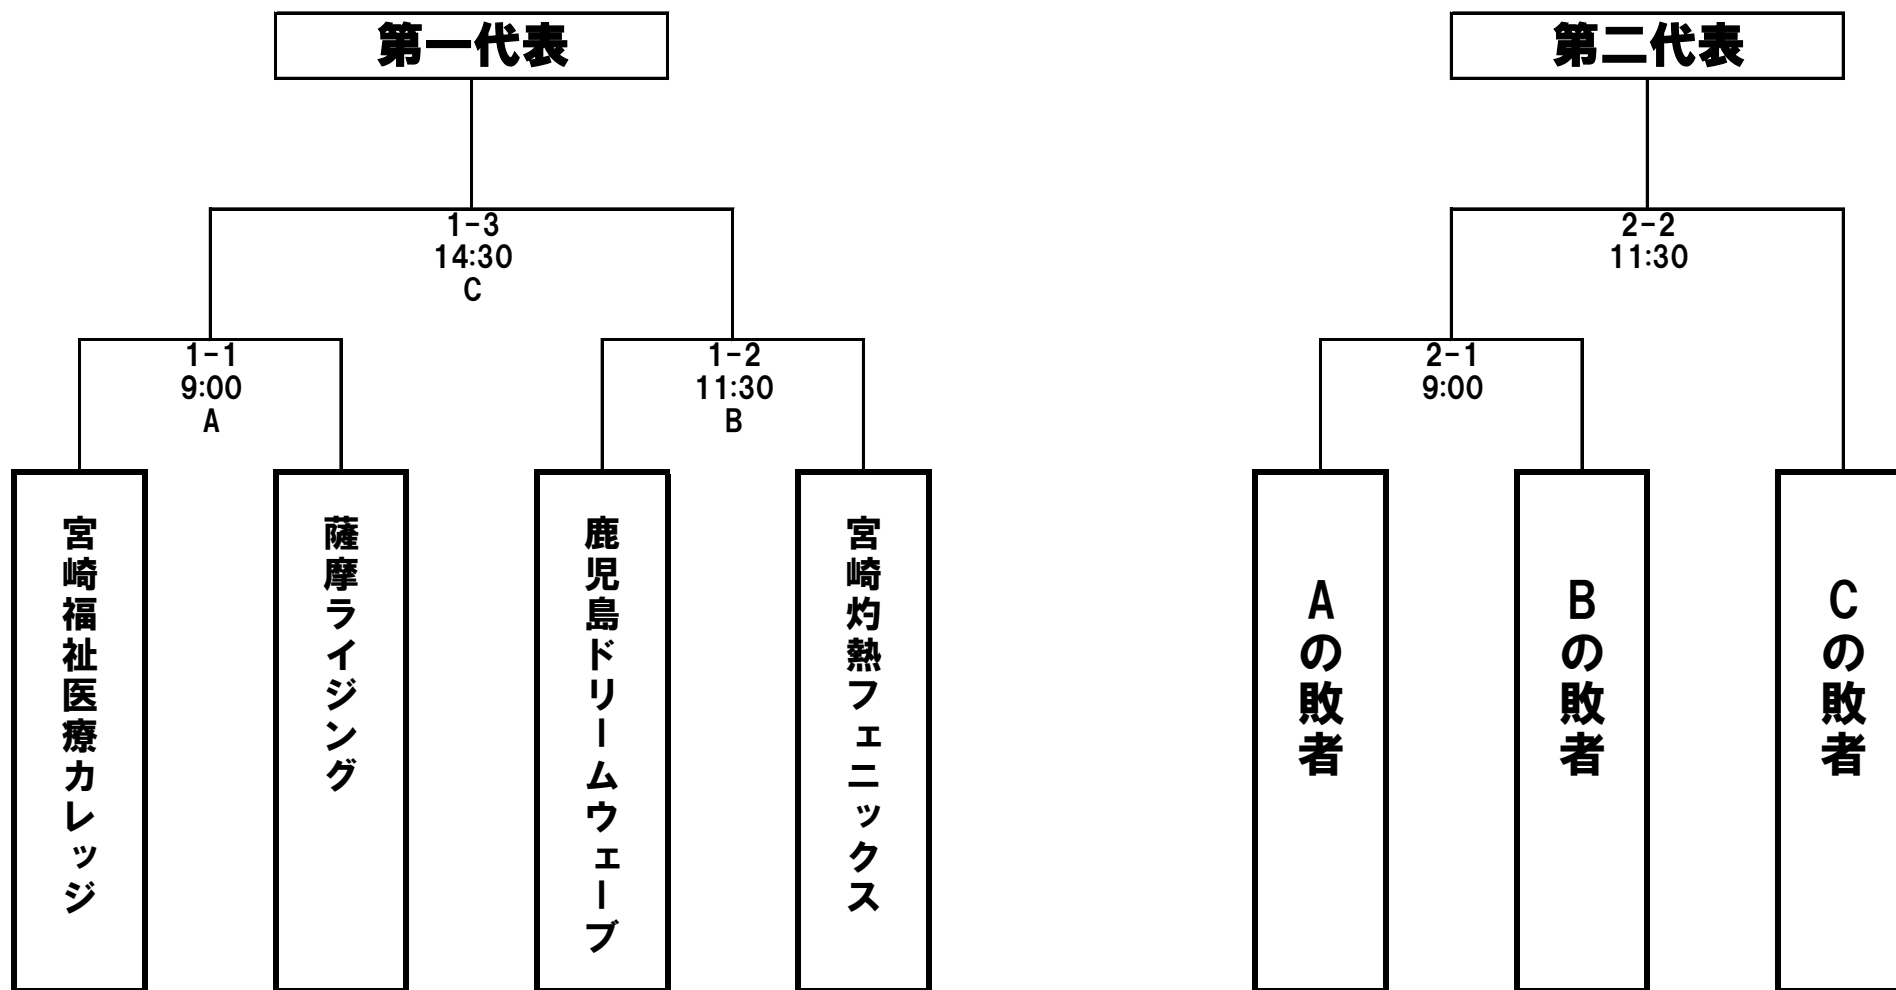 第一代表
第二代表
1-3
14:30
C
2-2
11:30
1-1
9:00
A
1-2
11:30
B
2-1
9:00
宮崎福祉医療カレッジ
薩摩ライジング
鹿児島ドリームウェーブ
宮崎灼熱フェニックス
Aの敗者
Bの敗者
Cの敗者